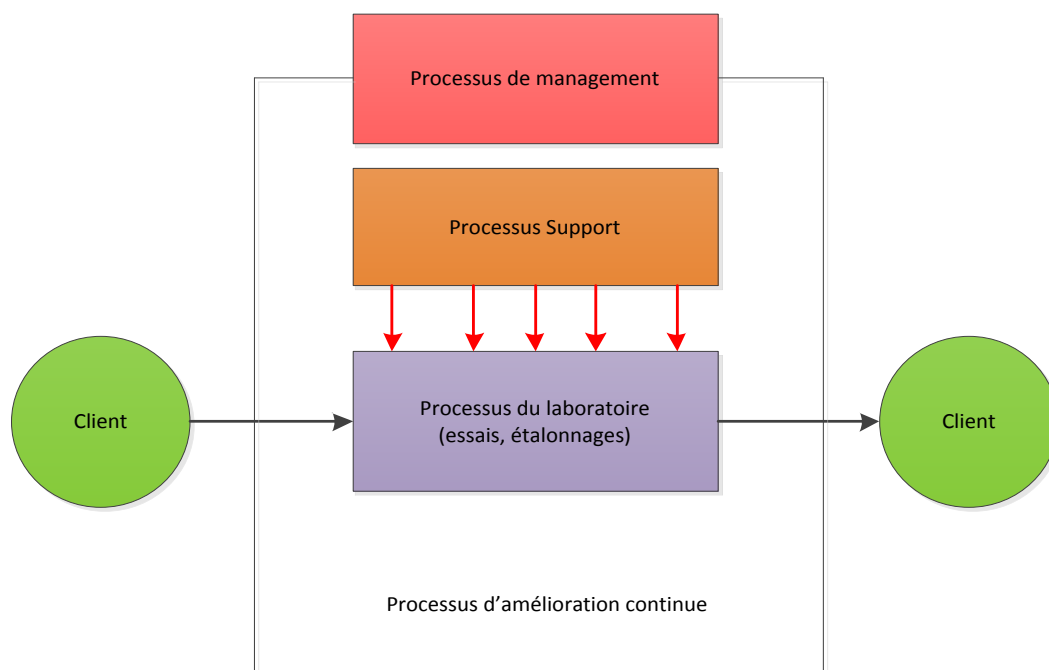 Processus de management
Processus Support
Client
Processus du laboratoire
(essais, étalonnages)
Client
Processus d’amélioration continue